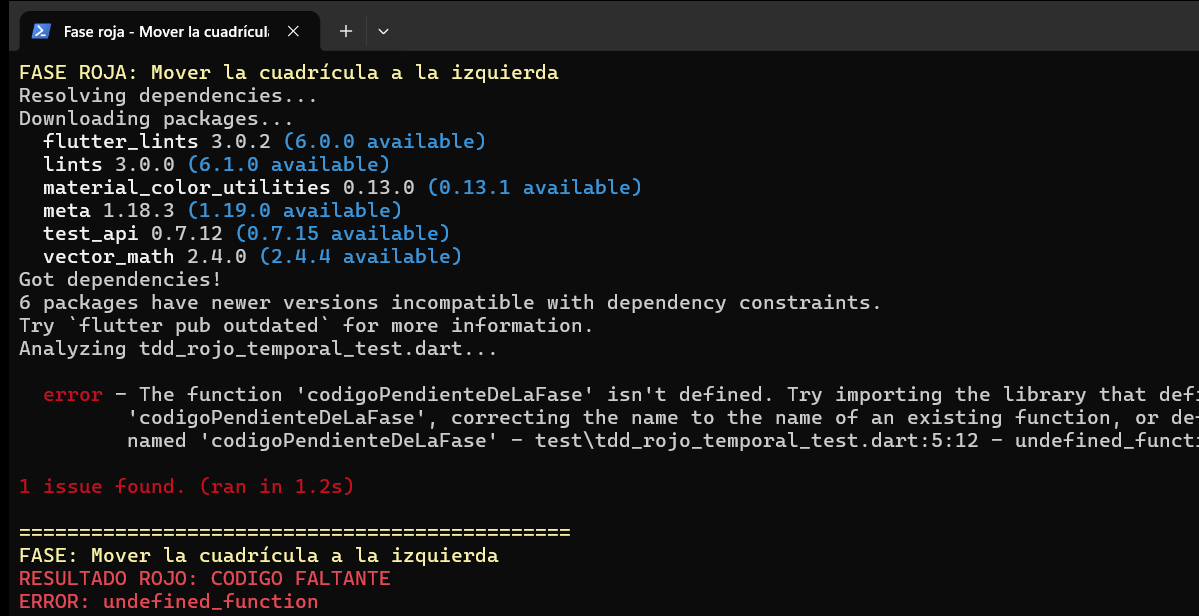 Fase roja - Mover la cuadrícul
FASE ROJA: Mover la cuadrícula a la izquierda
Resolving dependencies...
Downloading packages...
flutter_lints 3.0.2 (6.0.0 available)
lints 3.0.0 (6.1.0 available)
material_color_utilities 0.13.0 (0.13.1 available)
meta 1.18.3 (1.19.0 available)
test_api 0.7.12 (0.7.15 available)
vector_math 2.4.0 (2.4.4 available)
Got dependencies!
6 packages have newer versions incompatible with dependency constraints.
Try `flutter pub outdated` for more information.
Analyzing tdd_rojo_temporal_test.dart...
error - The function 'codigoPendienteDeLaFase' isn't defined. Try importing the library that defi
'codigoPendienteDeLaFase', correcting the name to the name of an existing function, or de
named 'codigoPendienteDeLaFase' - test\tdd_rojo_temporal_test.dart:5:12 - undefined_functi
1 issue found. (ran in 1.2s)
==============================================
FASE: Mover la cuadrícula a la izquierda
RESULTADO ROJO: CODIGO FALTANTE
ERROR: undefined_function